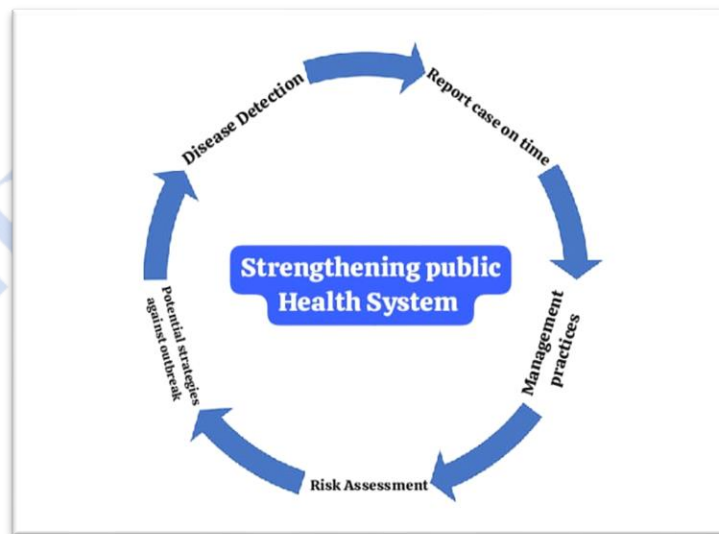 Disease Detection
Report case on time
Strengthening public
Health System
Management
practices
Potential strategies
against outbreak
Risk Assessment